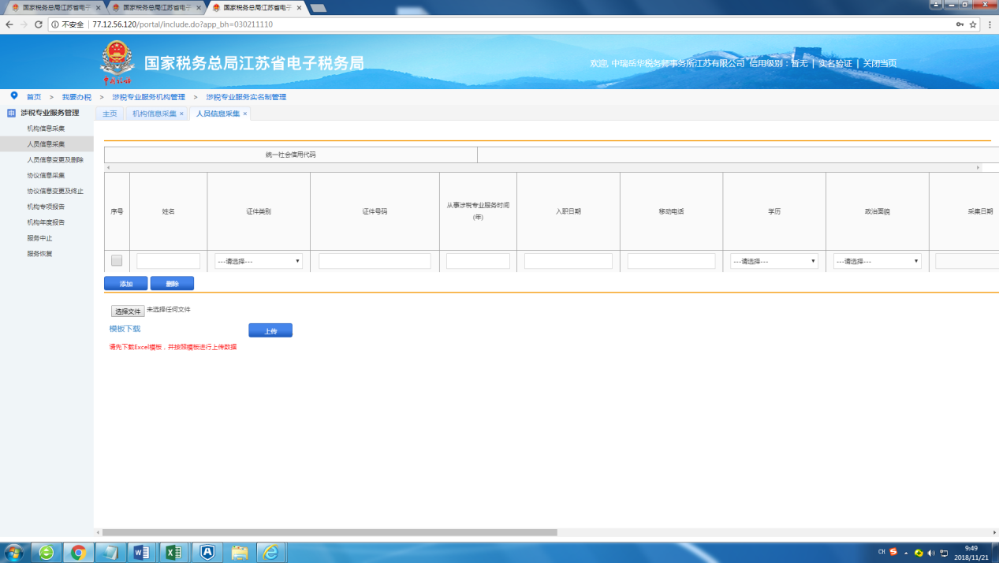 国家税务总局江苏省电子 × 国家税务总局江苏省电子 × 国家税务总局江苏省电子 ×
不安全 77.12.56.120/portal/include.do?app_bh=030211110
国家税务总局江苏省电子税务局
欢迎, 中瑞岳华税务师事务所江苏有限公司 信用级别：暂无 | 实名验证 | 关闭当页
首页 > 我要办税 > 涉税专业服务机构管理 > 涉税专业服务实名制管理
涉税专业服务管理
机构信息采集
人员信息采集
人员信息变更及删除
协议信息采集
协议信息变更及终止
机构专项报告
机构年度报告
服务中止
服务恢复
主页 机构信息采集 × 人员信息采集 ×
统一社会信用代码
序号 姓名 证件类别 证件号码 从事涉税专业服务时间(年) 入职日期 移动电话 学历 政治面貌 采集日期
---请选择--- ---请选择--- ---请选择---
添加 删除
选择文件 未选择任何文件
模板下载 上传
请先下载Excel模板，并按照模板进行上传数据
CH 9:49
2018/11/21